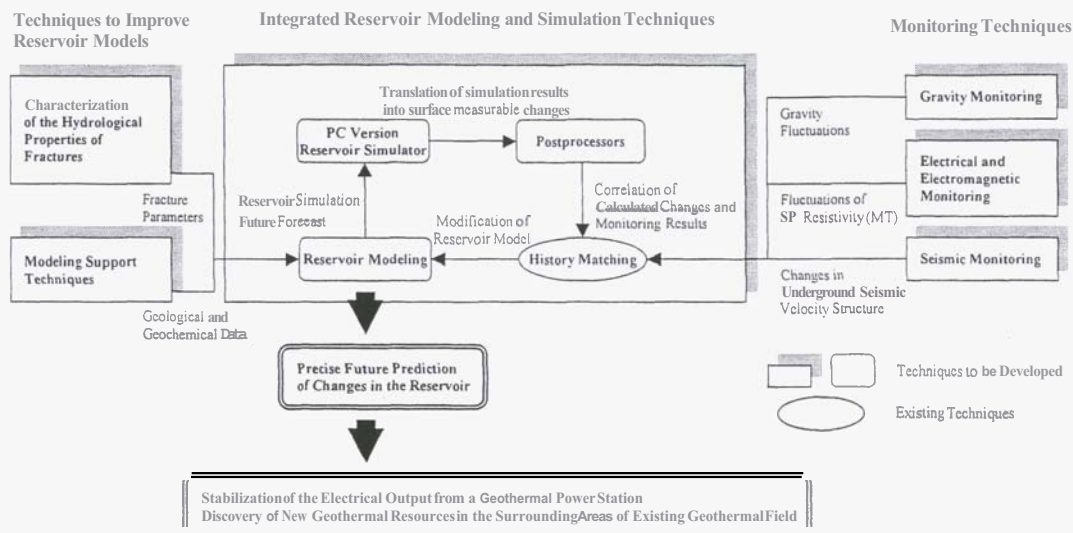 Techniques to Improve
Reservoir Models
Integrated Reservoir Modeling and Simulation Techniques
Monitoring Techniques
Characterization
of the Hydrological
Properties of
Fractures
Fracture
Parameters
Modeling Support
Techniques
Geological and
Geochemical Data
Translation of simulation results
into surface measurable changes
PC Version
Reservoir Simulator
Postprocessors
Reservoir Simulation
Future Forecast
Modification of
Reservoir Model
Correlation of
Calculated Changes and
Monitoring Results
Reservoir Modeling
History Matching
Gravity
Fluctuations
Gravity Monitoring
Fluctuations of
SP Resistivity (MT)
Electrical and
Electromagnetic
Monitoring
Changes in
Underground Seismic
Velocity Structure
Seismic Monitoring
Precise Future Prediction
of Changes in the Reservoir
Techniques to be Developed
Existing Techniques
Stabilization of the Electrical Output from a Geothermal Power Station
Discovery of New Geothermal Resources in the Surrounding Areas of Existing Geothermal Field